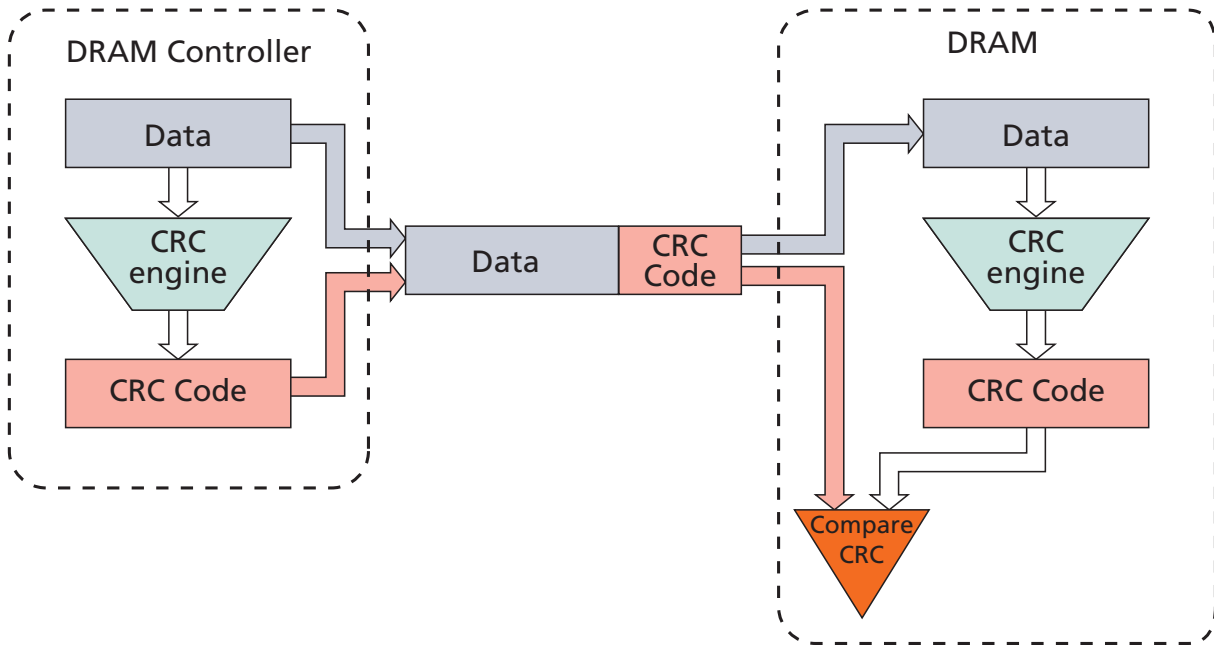 DRAM Controller
Data
CRC
engine
CRC Code
Data
CRC
Code
DRAM
Data
CRC
engine
CRC Code
Compare
CRC